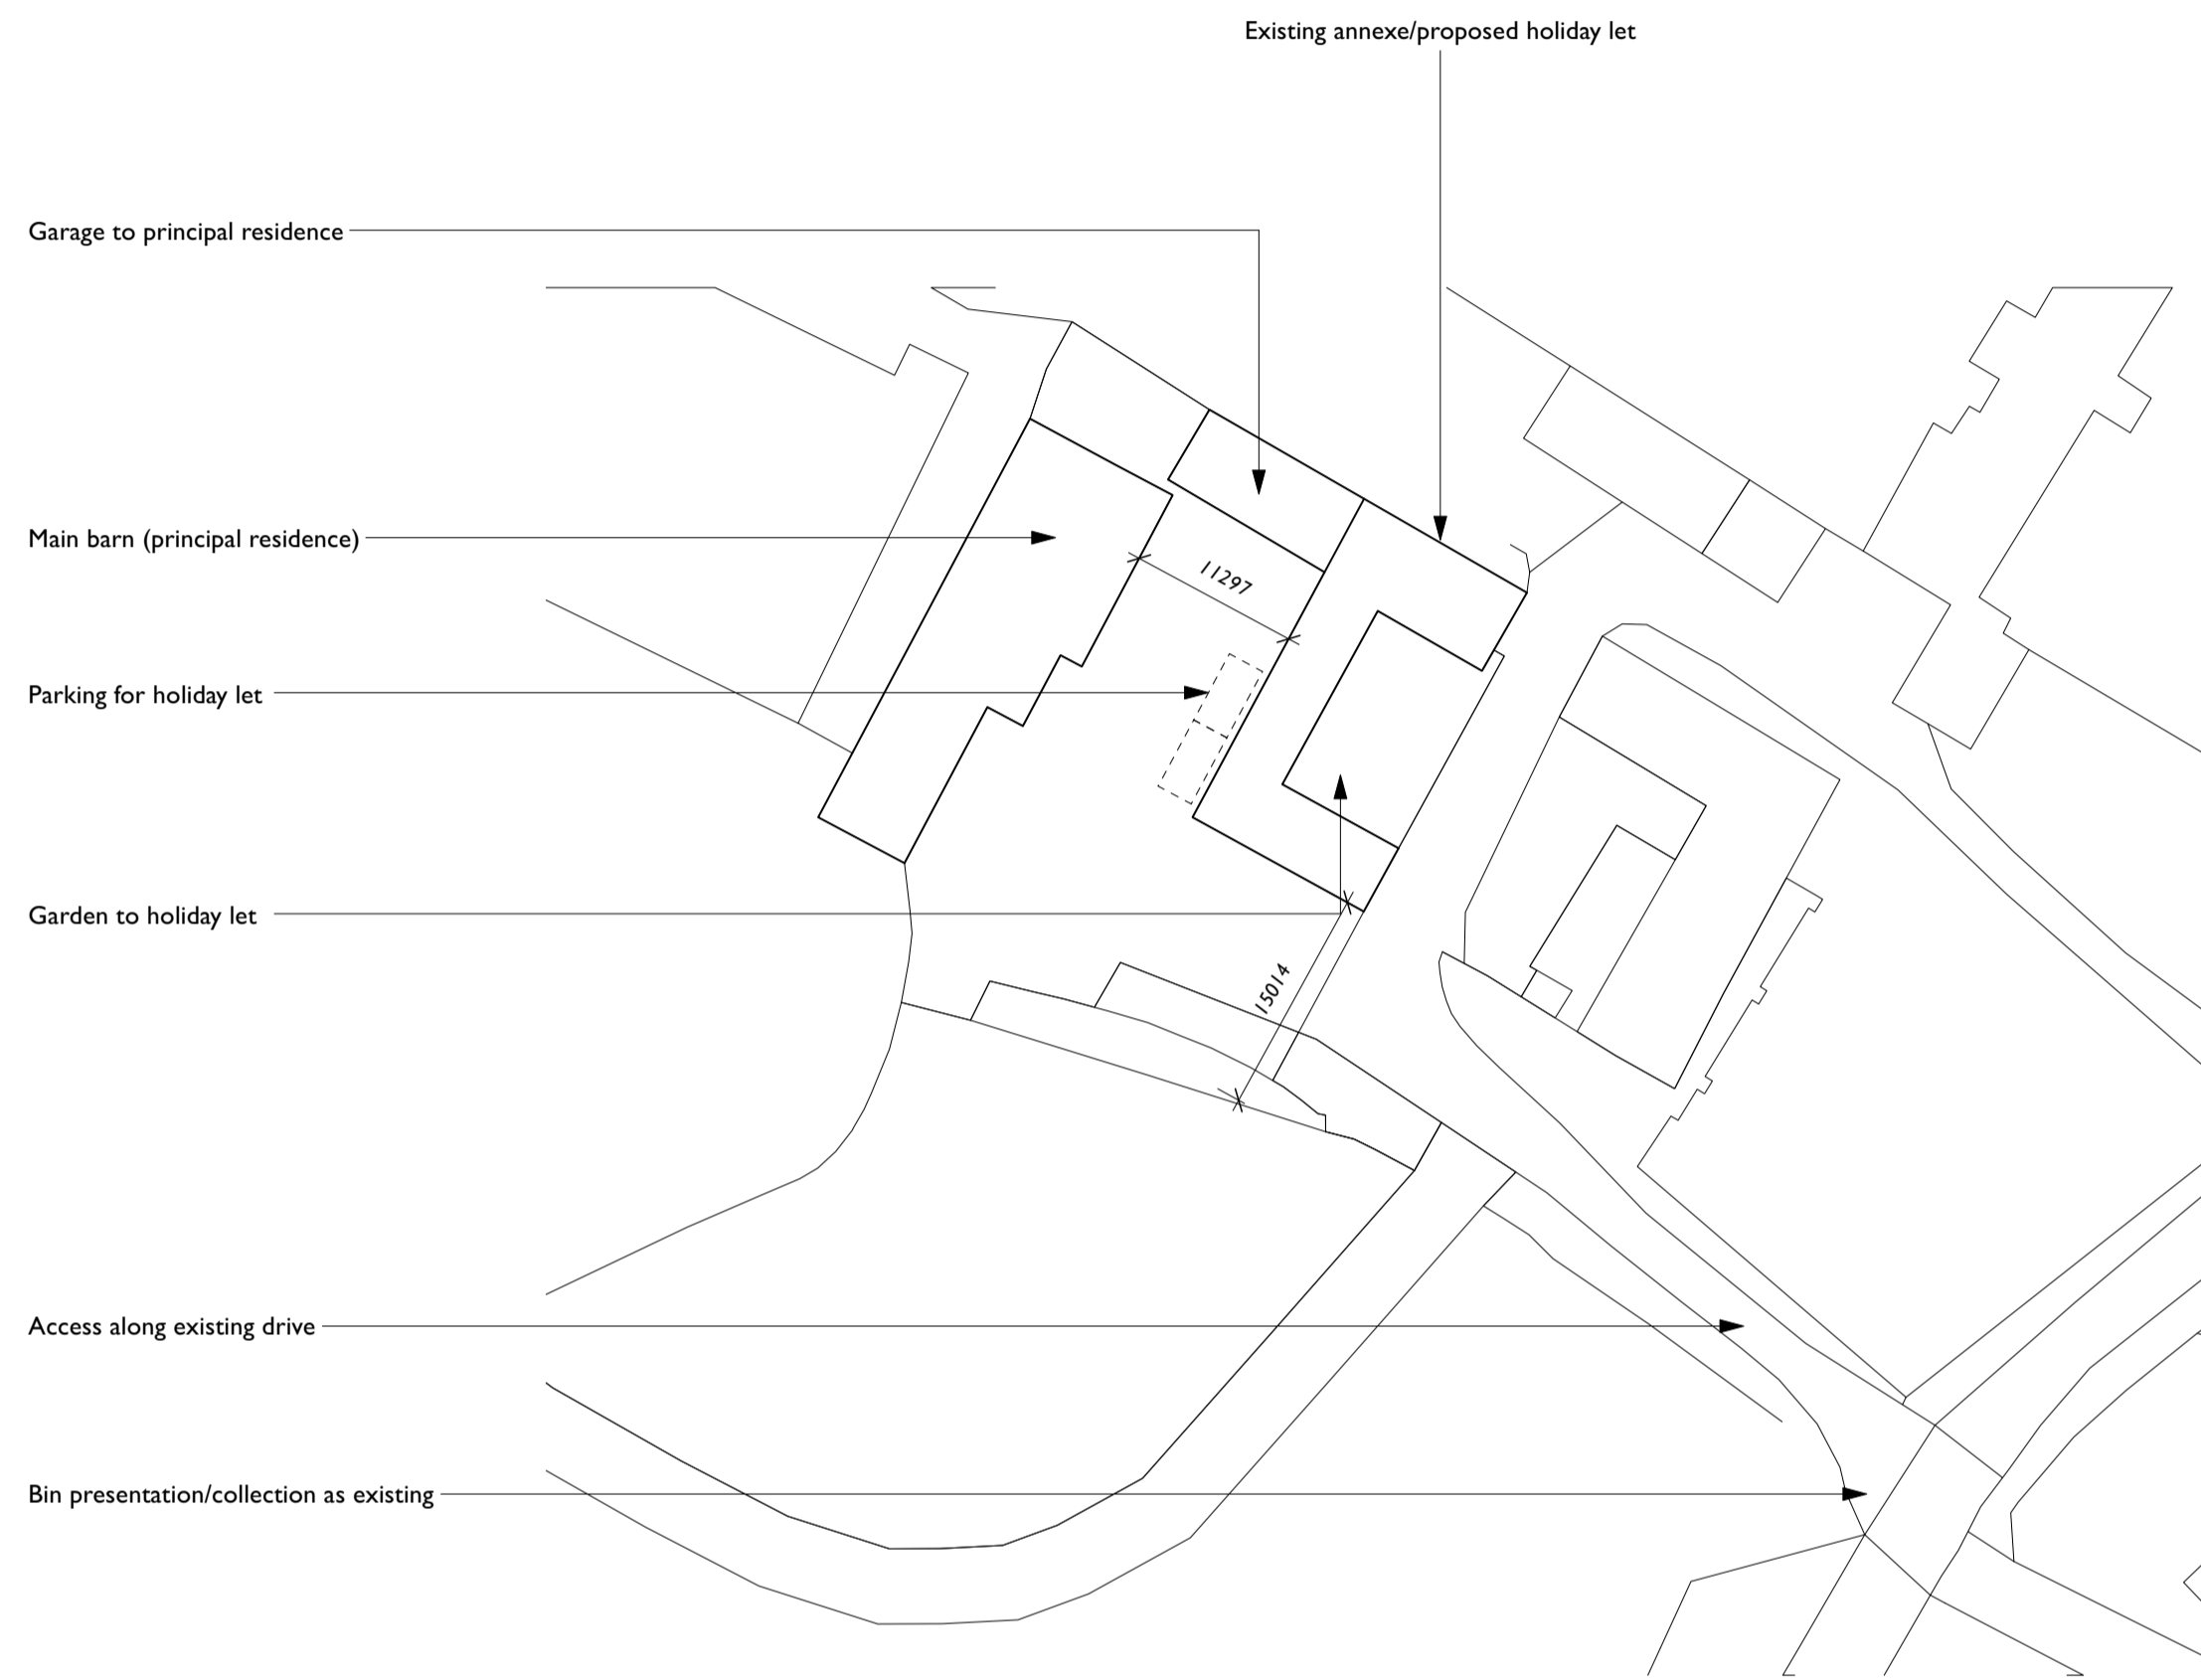 Existing annexe/proposed holiday let
Garage to principal residence
Main barn (principal residence)
11297
Parking for holiday let
Garden to holiday let
15014
Access along existing drive
Bin presentation/collection as existing